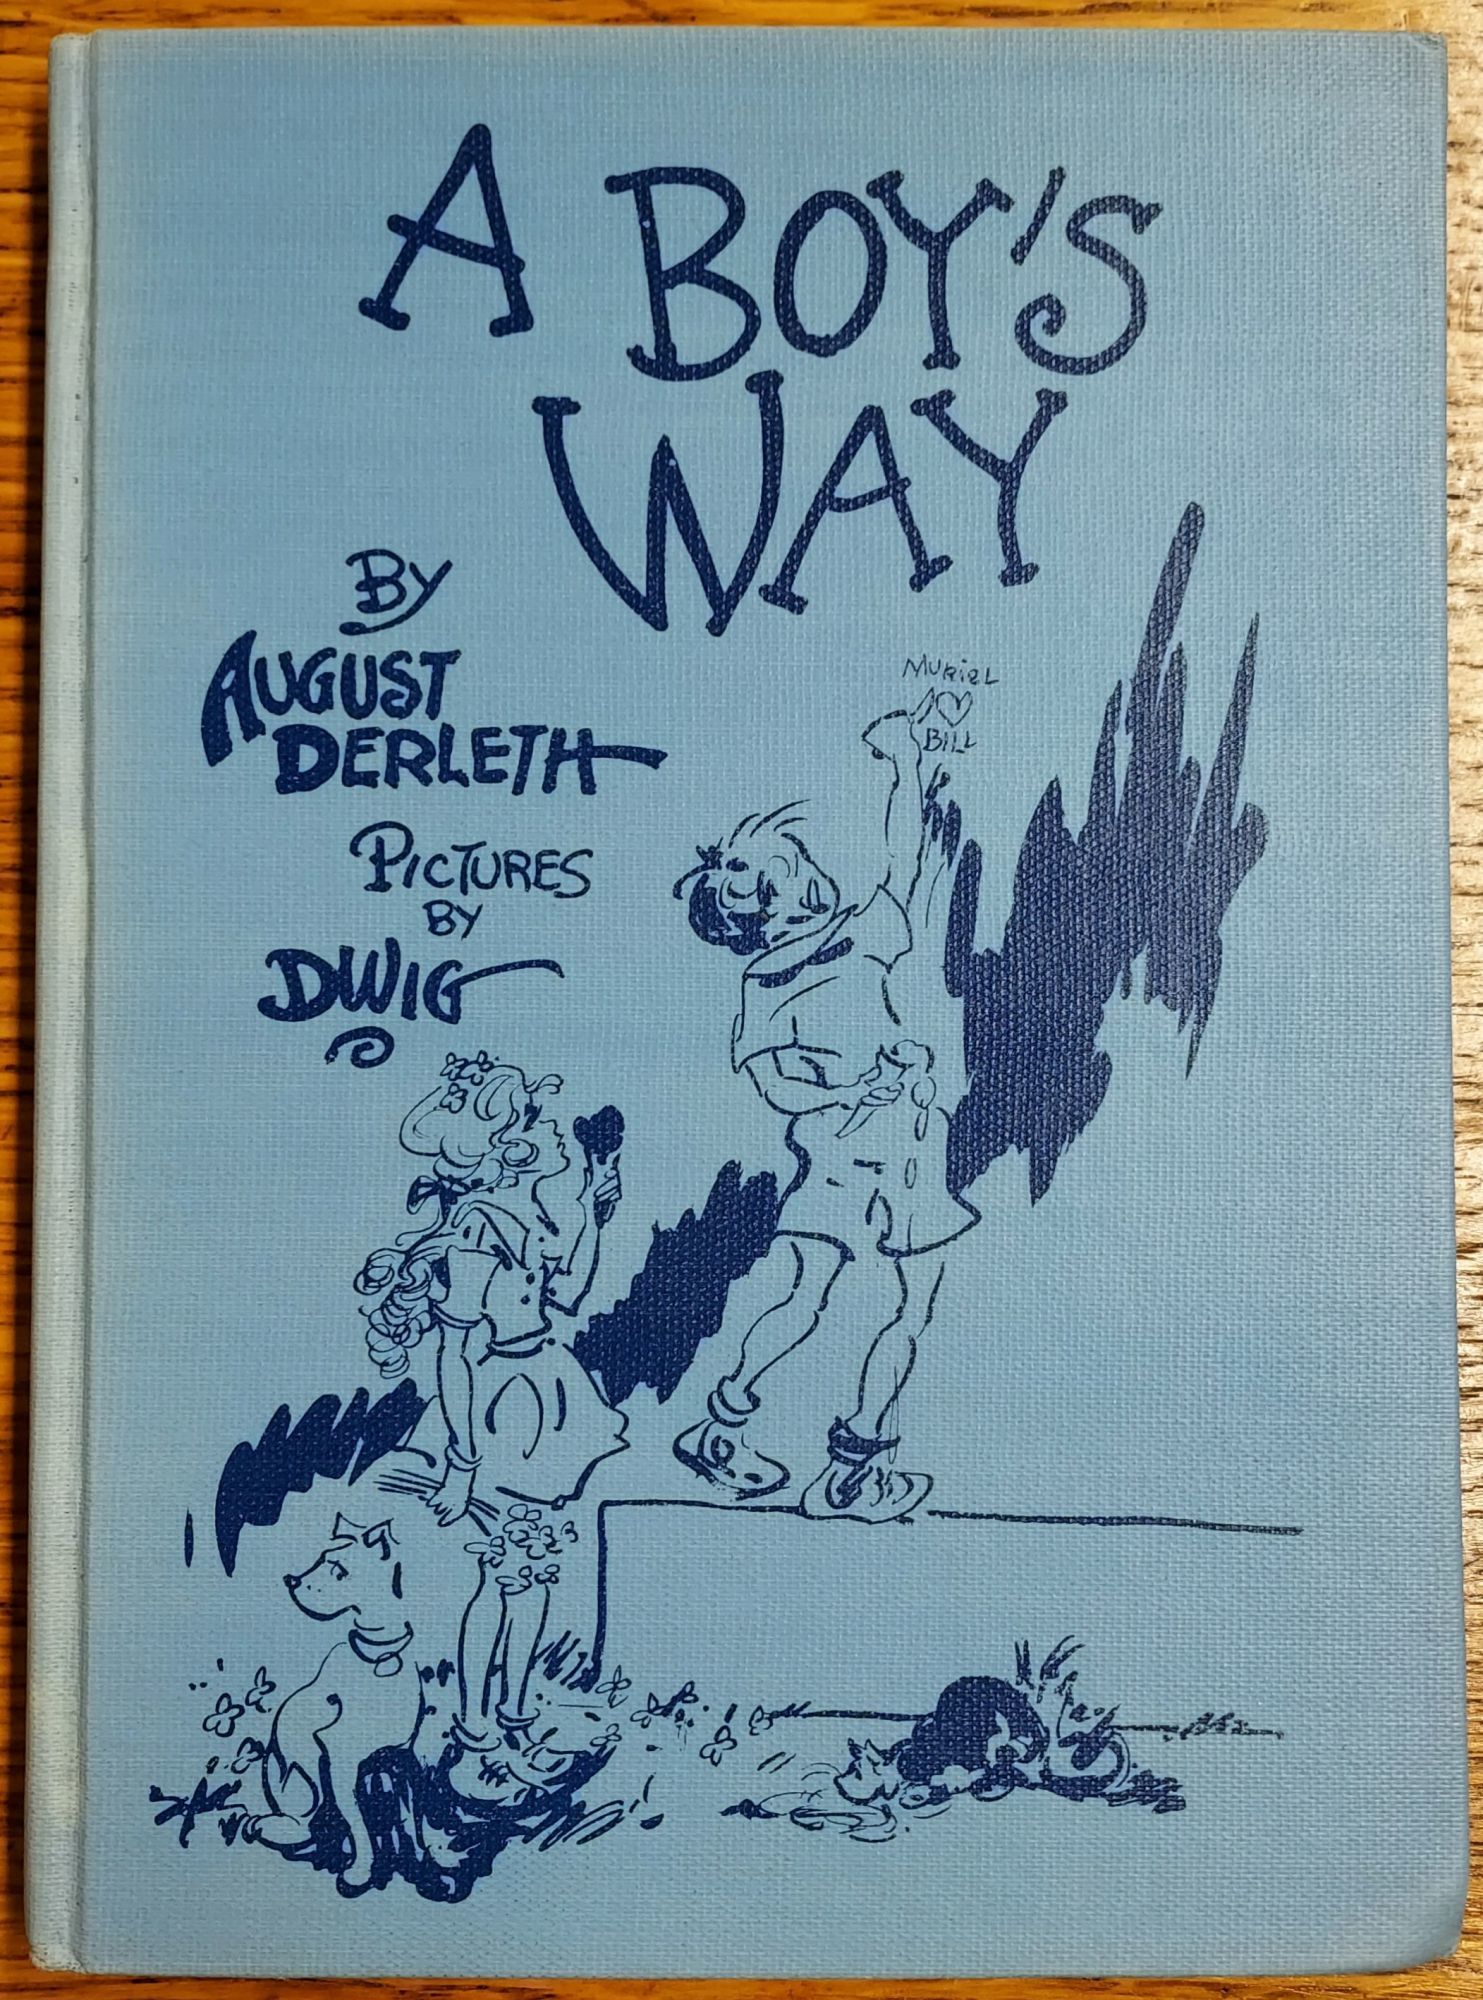 A BOY'S
WAY
BY
AUGUST
DERLETH
PICTURES
BY
DWIG
MURIEL
BILL